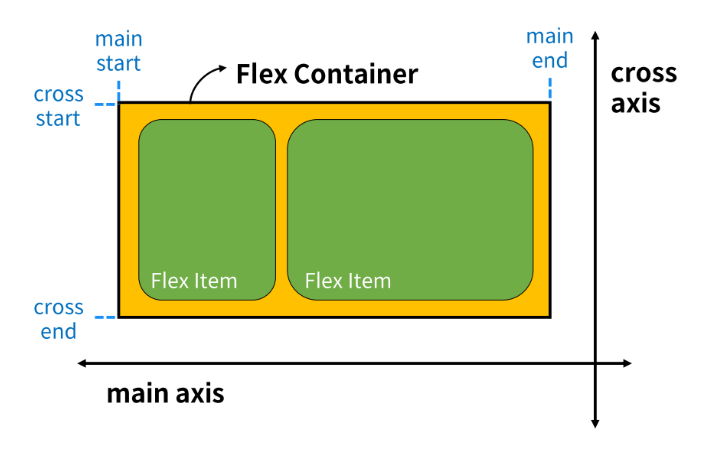 main
start
main
end
Flex Container
cross
axis
cross
start
Flex Item
Flex Item
cross
end
main axis